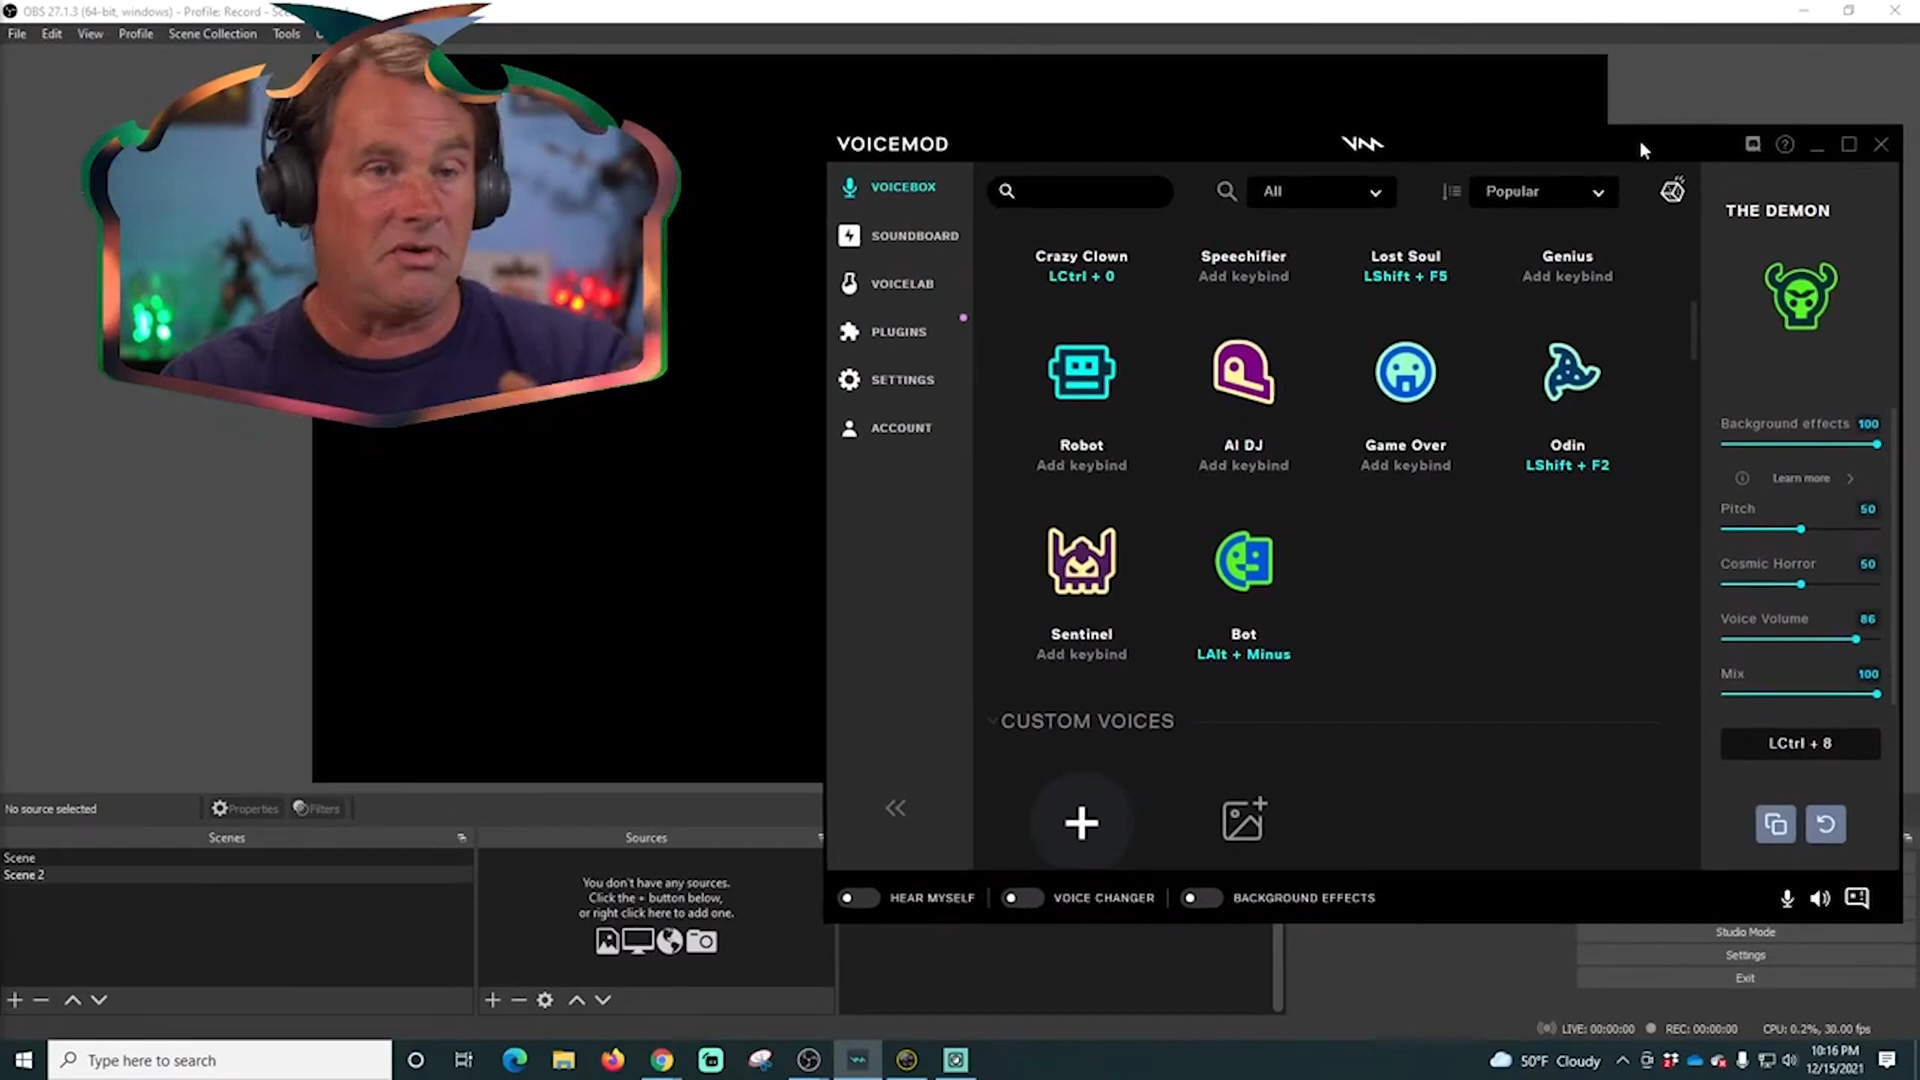 OBS 27.1.3 (64-bit, windows) - Profile: Record -
File Edit View Profile Scene Collection Tools
VOICEMOD
VOICEBOX
SOUNDBOARD
VOICELAB
PLUGINS
SETTINGS
ACCOUNT
All
Popular
Crazy Clown
LCtrl + 0
Speechifier
Add keybind
Lost Soul
LShift + F5
Genius
Add keybind
Robot
Add keybind
AI DJ
Add keybind
Game Over
Add keybind
Odin
LShift + F2
Sentinel
Add keybind
Bot
LAlt + Minus
CUSTOM VOICES
THE DEMON
Background effects 100
Learn more
Pitch 50
Cosmic Horror 50
Voice Volume 86
Mix 100
LCtrl + 8
HEAR MYSELF
VOICE CHANGER
BACKGROUND EFFECTS
No source selected
Properties
Filters
Scenes
Scene
Scene 2
Sources
You don't have any sources.
Click the + button below,
or right click here to add one.
Studio Mode
Settings
Exit
LIVE: 00:00:00
REC: 00:00:00
CPU: 0.2%, 30.00 fps
Type here to search
50°F Cloudy
10:16 PM
12/15/2021